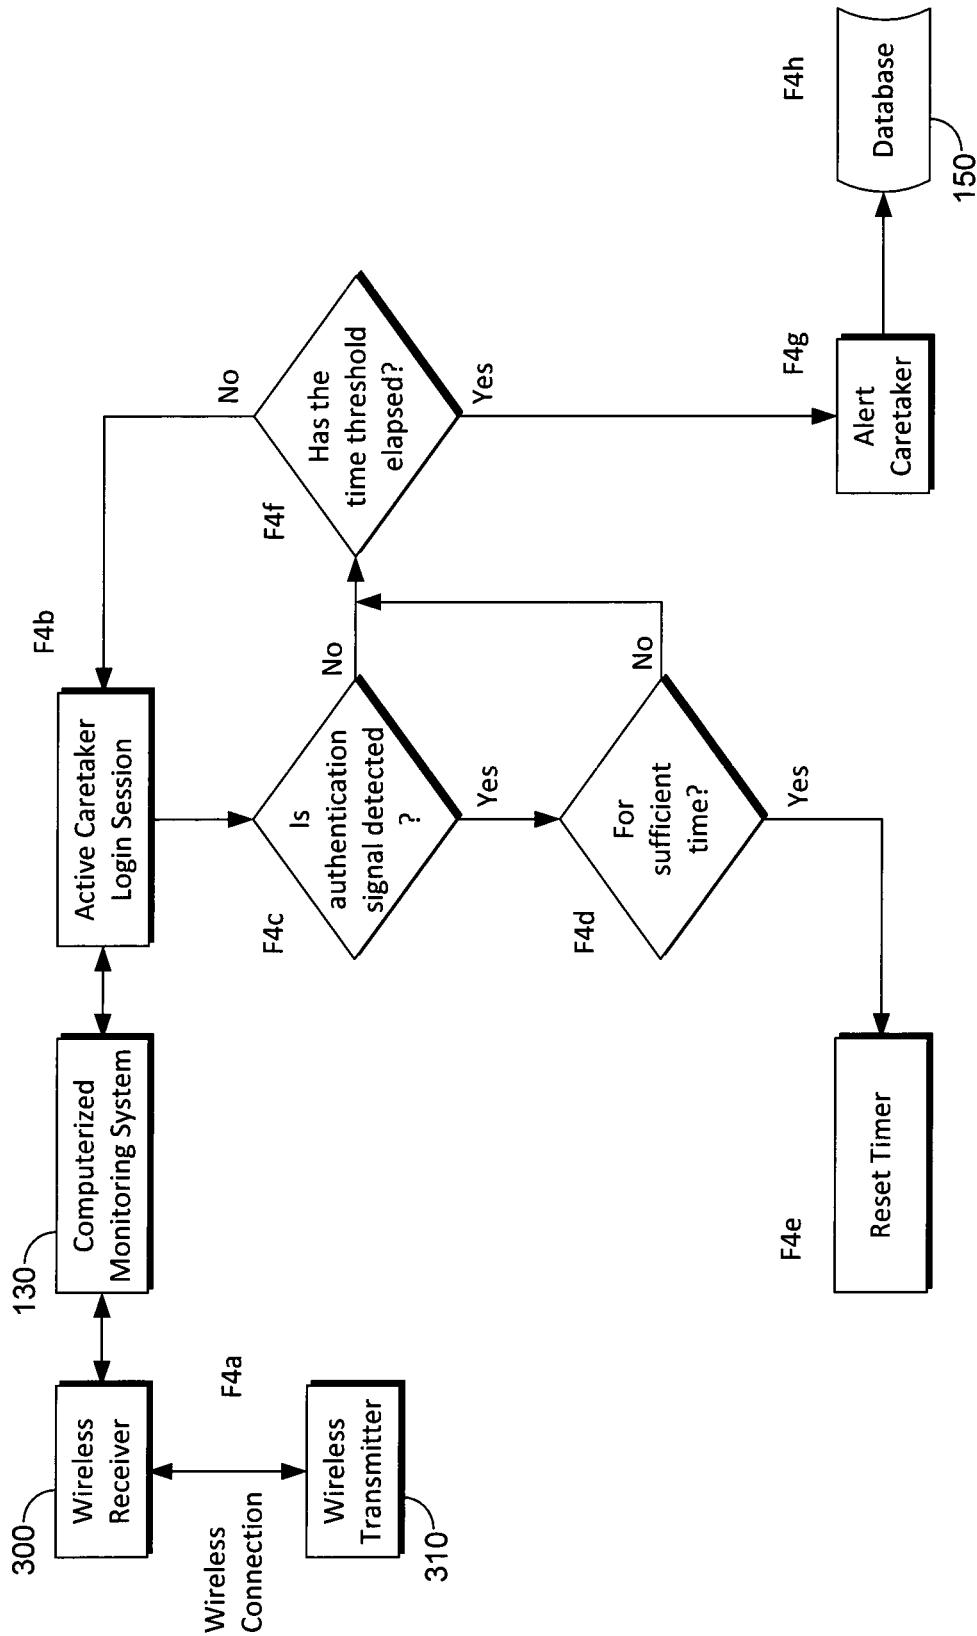 300
Wireless
Receiver
130
Computerized
Monitoring System
Active Caretaker
Login Session
F4b
Wireless
Connection
F4a
No
310
Wireless
Transmitter
F4c
Is
authentication
signal detected
?
No
Yes
F4f
Has the
time threshold
elapsed?
Yes
F4d
For
sufficient
time?
No
Yes
F4e
Reset Timer
F4g
Alert
Caretaker
F4h
Database
150